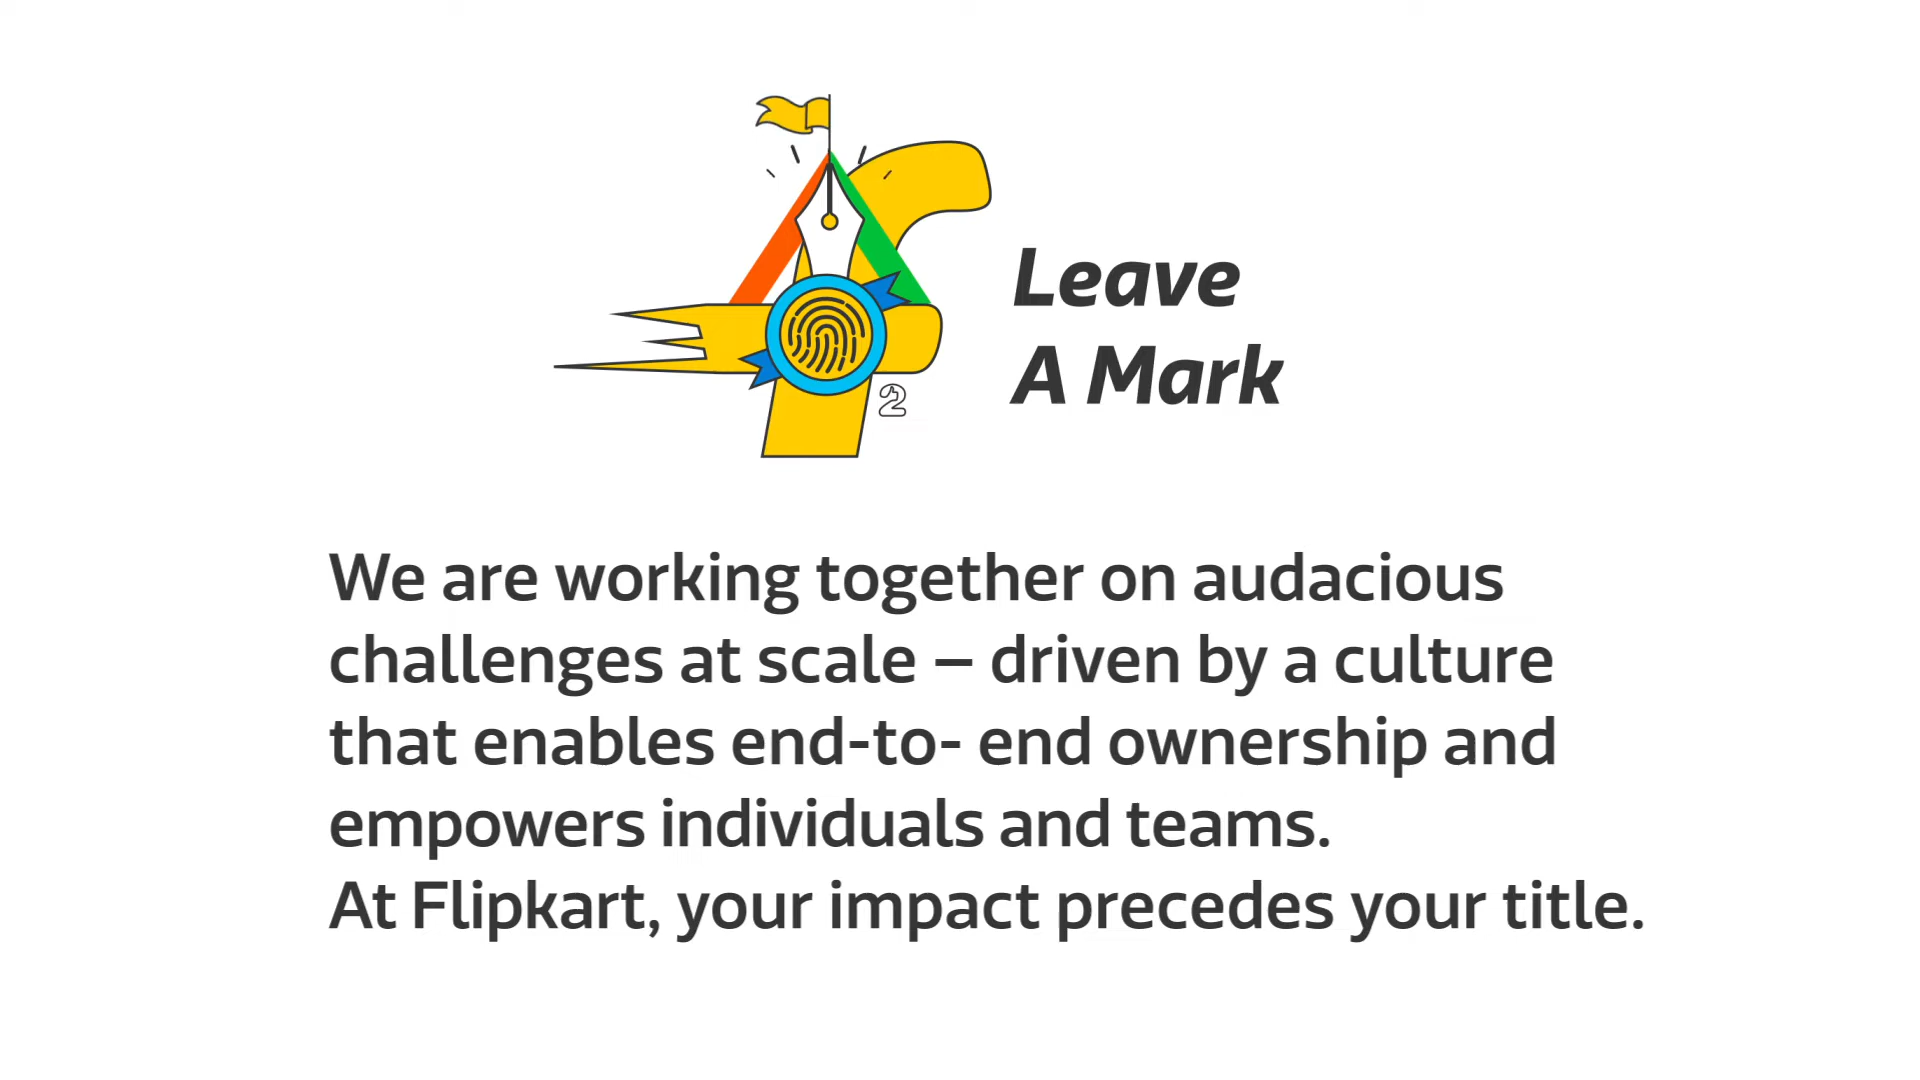 Leave
A Mark
2
We are working together on audacious
challenges at scale – driven by a culture
that enables end-to- end ownership and
empowers individuals and teams.
At Flipkart, your impact precedes your title.